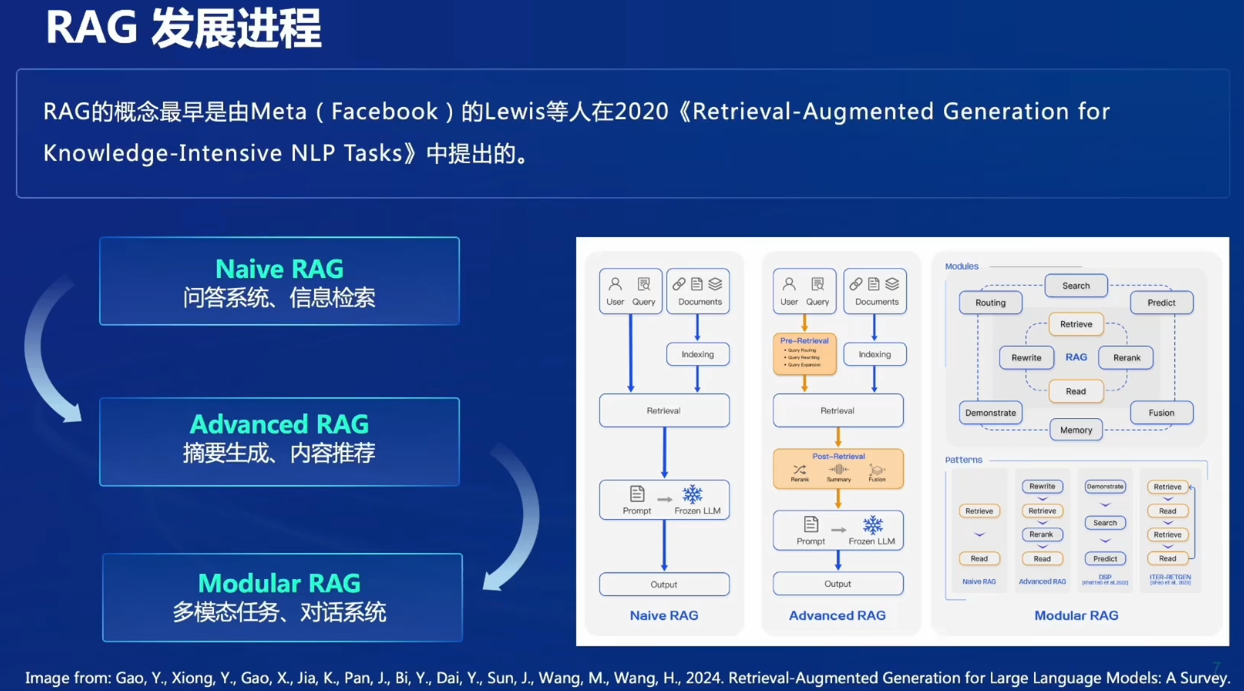 RAG 发展进程
RAG的概念最早是由Meta（Facebook）的Lewis等人在2020《Retrieval-Augmented Generation for
Knowledge-Intensive NLP Tasks》中提出的。
Naive RAG
问答系统、信息检索
Advanced RAG
摘要生成、内容推荐
Modular RAG
多模态任务、对话系统
User Query
Documents
Indexing
Retrieval
Prompt
Frozen LLM
Output
Naive RAG
User Query
Documents
Pre-Retrieval
• Query Routing
• Query Rewriting
• Query Expansion
Indexing
Retrieval
Post-Retrieval
Rerank Summary Fusion
Prompt
Frozen LLM
Output
Advanced RAG
Modules
Search
Routing
Predict
Retrieve
Rewrite
RAG
Rerank
Read
Demonstrate
Fusion
Memory
Patterns
Retrieve
Read
Naive RAG
Rewrite
Retrieve
Rerank
Read
Advanced RAG
Demonstrate
Search
Predict
DSP
Retrieve
Read
Retrieve
Read
ITER-RETGEN
Modular RAG
7
Image from: Gao, Y., Xiong, Y., Gao, X., Jia, K., Pan, J., Bi, Y., Dai, Y., Sun, J., Wang, M., Wang, H., 2024. Retrieval-Augmented Generation for Large Language Models: A Survey.